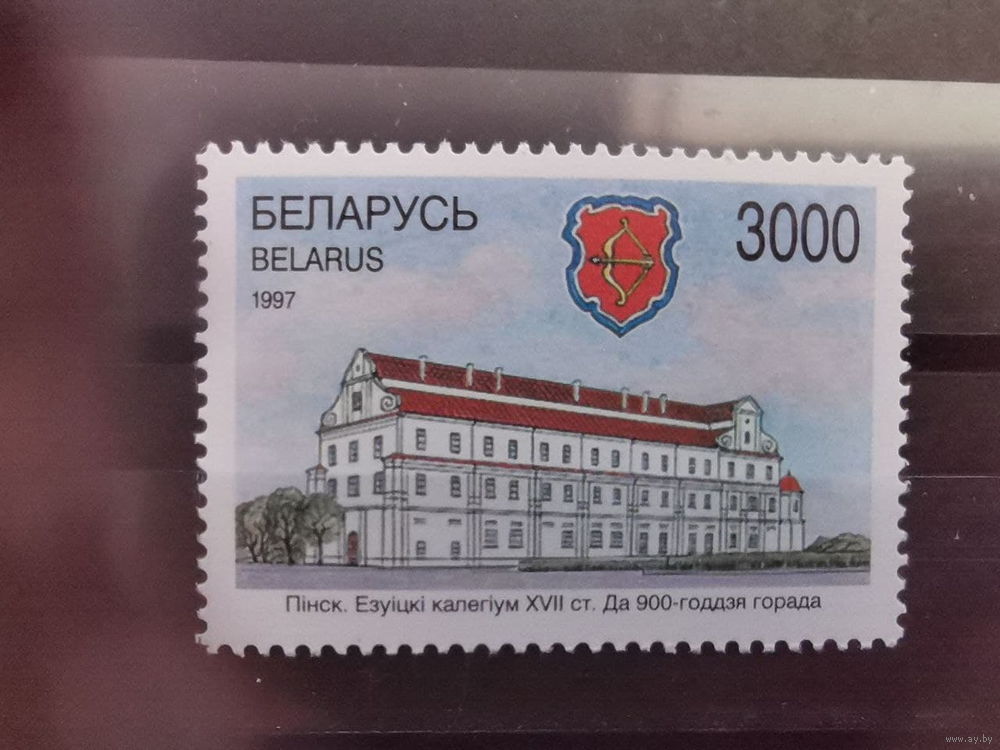 БЕЛАРУСЬ
3000
BELARUS
1997
Пінск. Езуіцкі калегіум XVII ст. Да 900-годдзя горада
www.ay.by